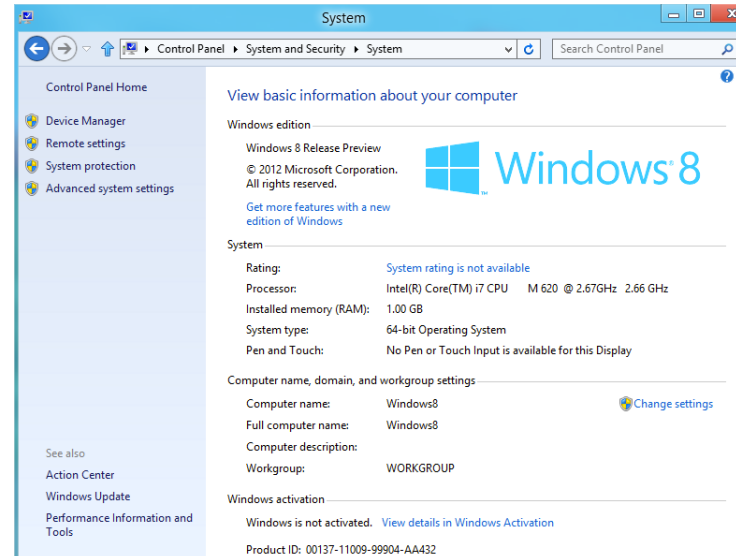 System
Control Panel ▸ System and Security ▸ System
Search Control Panel
Control Panel Home
Device Manager
Remote settings
System protection
Advanced system settings
See also
Action Center
Windows Update
Performance Information and
Tools
View basic information about your computer
Windows edition
Windows 8 Release Preview
© 2012 Microsoft Corporation.
All rights reserved.
Get more features with a new
edition of Windows
Windows 8
System
Rating: System rating is not available
Processor: Intel(R) Core(TM) i7 CPU M 620 @ 2.67GHz 2.66 GHz
Installed memory (RAM): 1.00 GB
System type: 64-bit Operating System
Pen and Touch: No Pen or Touch Input is available for this Display
Computer name, domain, and workgroup settings
Computer name: Windows8
Change settings
Full computer name: Windows8
Computer description:
Workgroup: WORKGROUP
Windows activation
Windows is not activated. View details in Windows Activation
Product ID: 00137-11009-99904-AA432